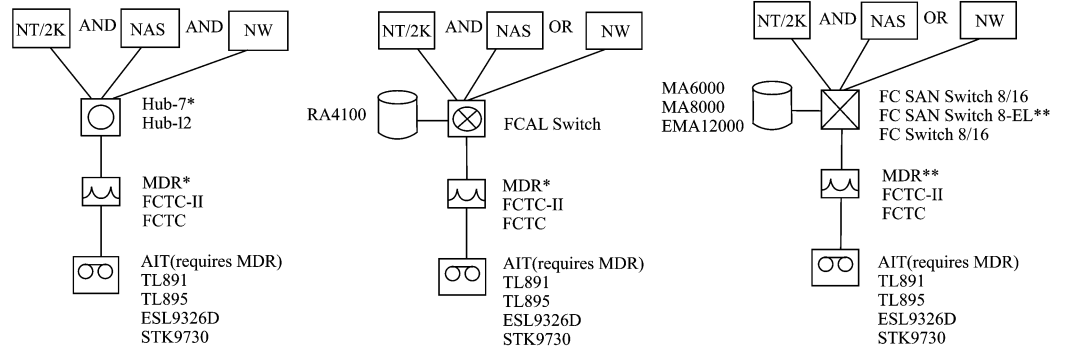 NT/2K AND NAS AND NW
Hub-7*
Hub-I2
MDR*
FCTC-II
FCTC
AIT(requires MDR)
TL891
TL895
ESL9326D
STK9730
NT/2K AND NAS OR NW
RA4100
FCAL Switch
MDR*
FCTC-II
FCTC
AIT(requires MDR)
TL891
TL895
ESL9326D
STK9730
NT/2K AND NAS OR NW
MA6000
MA8000
EMA12000
FC SAN Switch 8/16
FC SAN Switch 8-EL**
FC Switch 8/16
MDR**
FCTC-II
FCTC
AIT(requires MDR)
TL891
TL895
ESL9326D
STK9730